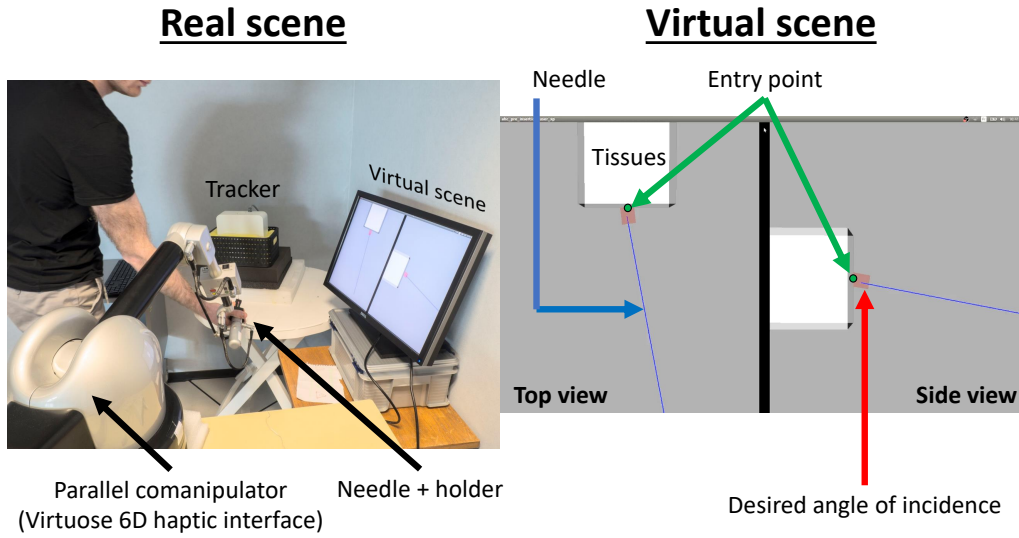 Real scene
Virtual scene
Needle
Entry point
Tissues
Tracker
Virtual scene
Top view
Side view
Parallel comanipulator
(Virtuose 6D haptic interface)
Needle + holder
Desired angle of incidence